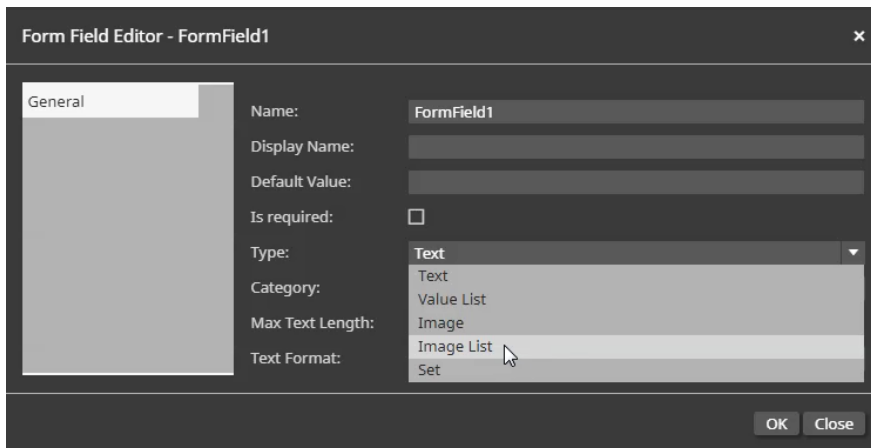 Form Field Editor - FormField1 ×
General
Name: FormField1
Display Name:
Default Value:
Is required:
Type: Text
Text
Category:
Value List
Image
Max Text Length:
Image List
Text Format:
Set
OK Close